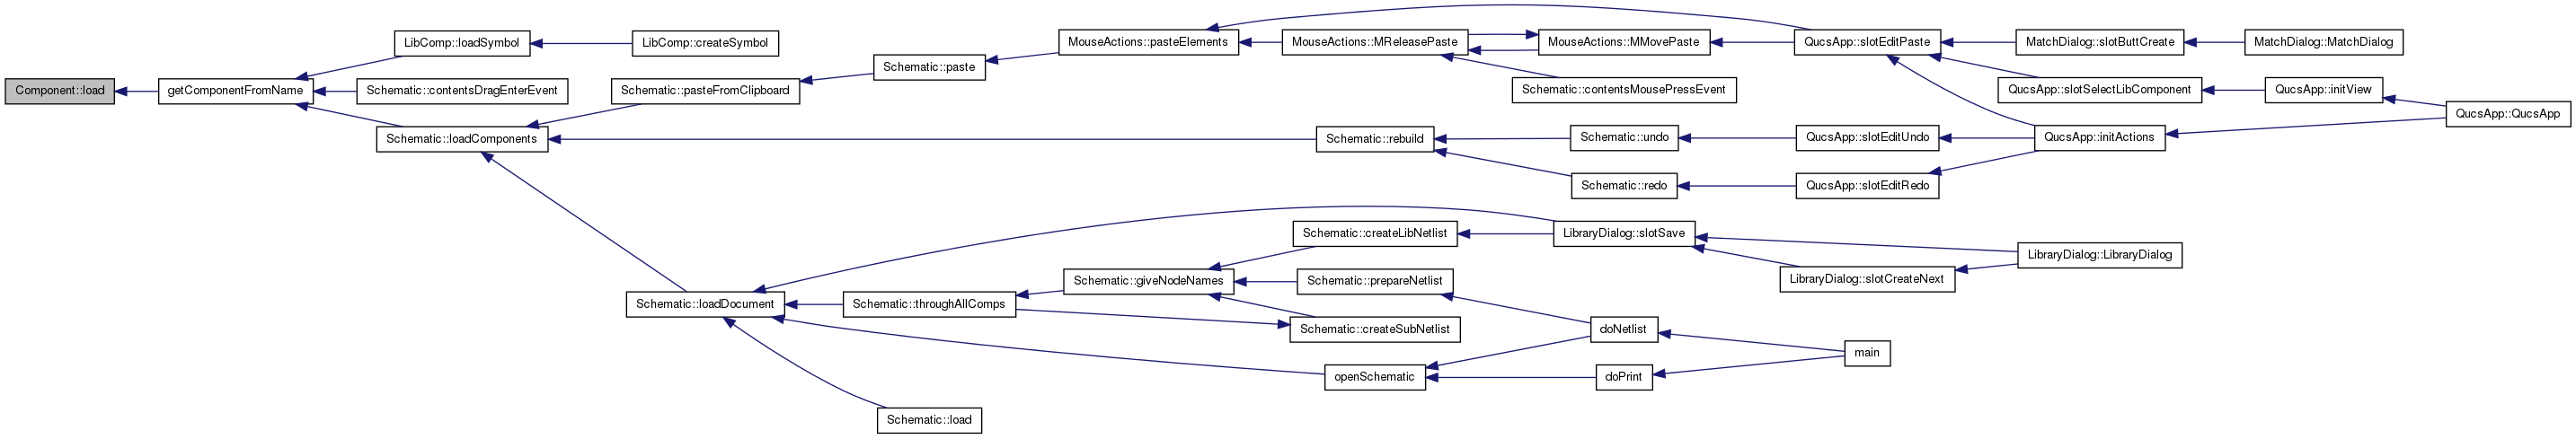 Component::load
getComponentFromName
LibComp::loadSymbol
LibComp::createSymbol
Schematic::contentsDragEnterEvent
Schematic::loadComponents
Schematic::pasteFromClipboard
Schematic::paste
MouseActions::pasteElements
MouseActions::MReleasePaste
MouseActions::MMovePaste
Schematic::contentsMousePressEvent
QucsApp::slotEditPaste
MatchDialog::slotButtCreate
MatchDialog::MatchDialog
QucsApp::slotSelectLibComponent
QucsApp::initView
QucsApp::QucsApp
QucsApp::initActions
Schematic::rebuild
Schematic::undo
QucsApp::slotEditUndo
Schematic::redo
QucsApp::slotEditRedo
Schematic::loadDocument
LibraryDialog::slotSave
LibraryDialog::LibraryDialog
LibraryDialog::slotCreateNext
Schematic::createLibNetlist
Schematic::throughAllComps
Schematic::giveNodeNames
Schematic::prepareNetlist
Schematic::createSubNetlist
doNetlist
main
openSchematic
doPrint
Schematic::load